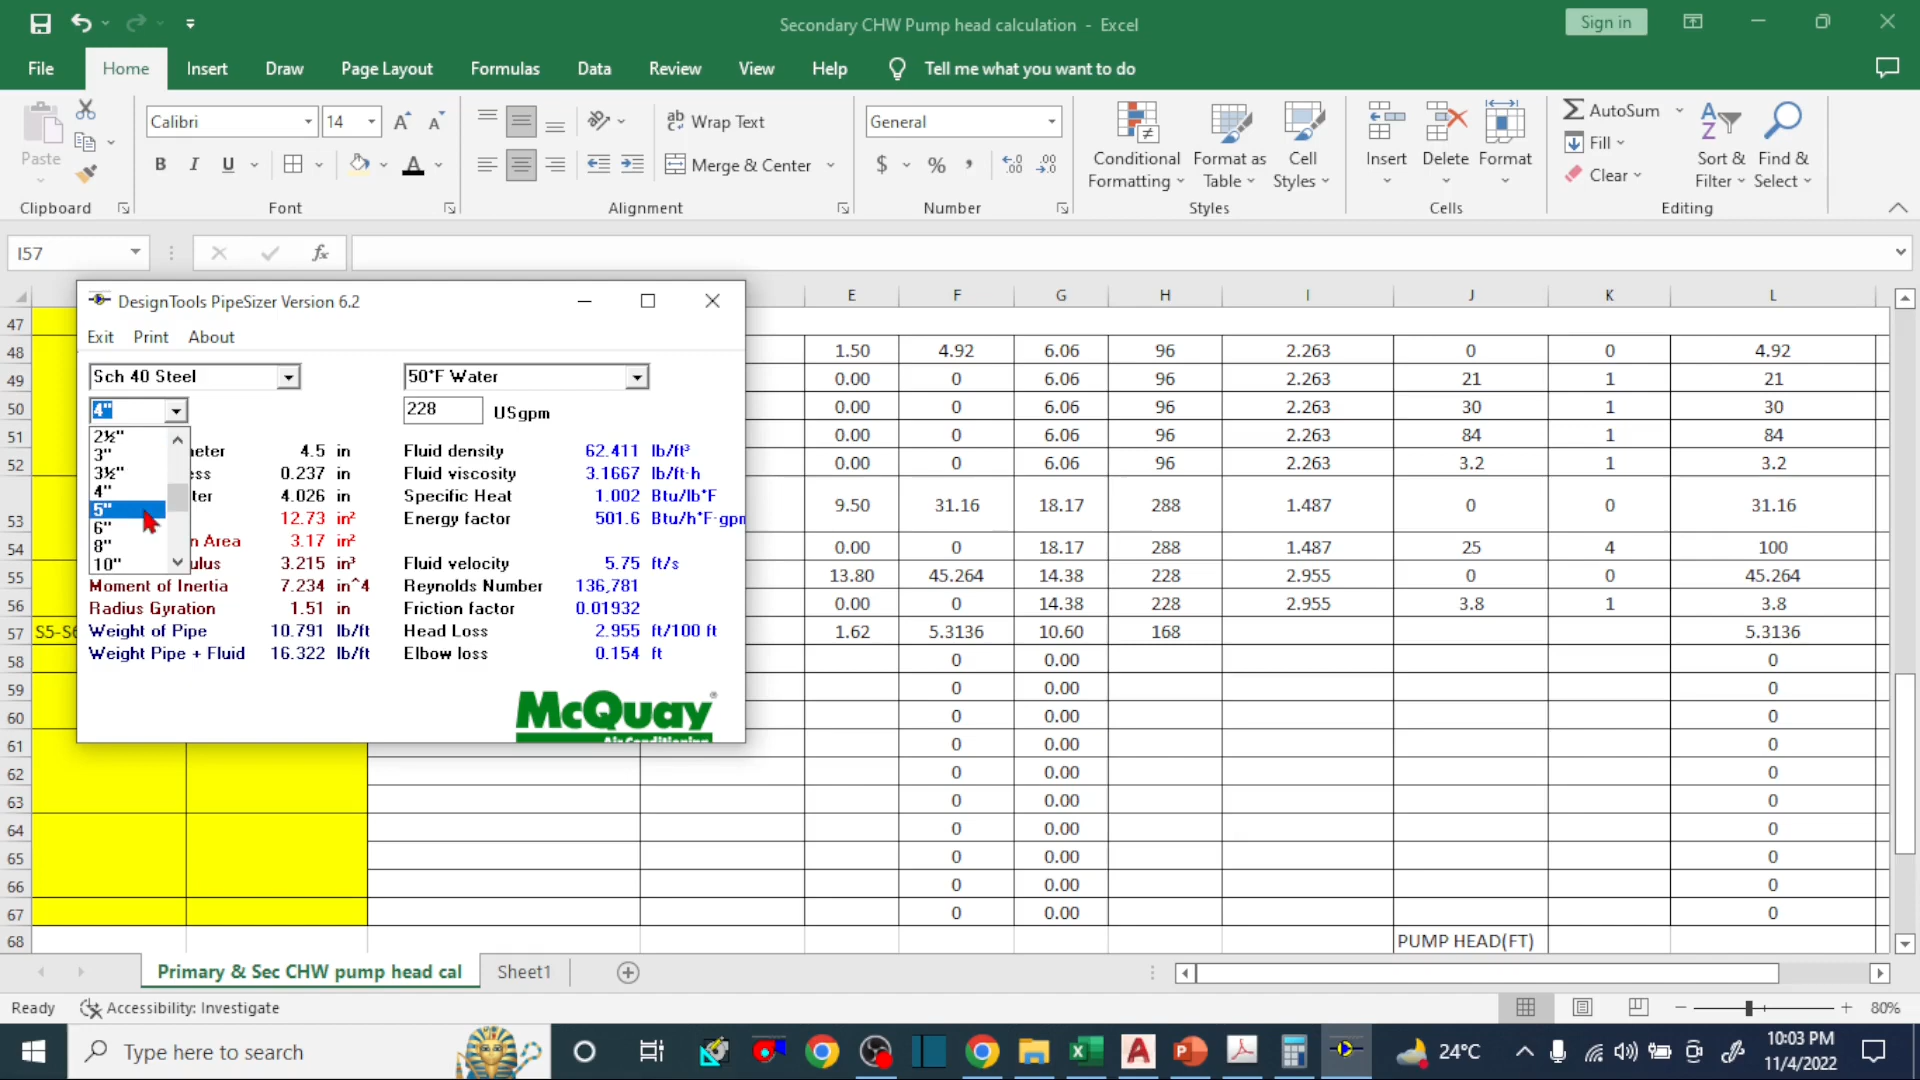 Secondary CHW Pump head calculation - Excel
Sign in
File Home Insert Draw Page Layout Formulas Data Review View Help Tell me what you want to do
Paste
Calibri 14
Wrap Text
General
Merge & Center
Conditional Formatting
Format as Table
Cell Styles
Insert Delete Format
AutoSum
Fill
Clear
Sort & Filter
Find & Select
Clipboard Font Alignment Number Styles Cells Editing
I57 fx
DesignTools PipeSizer Version 6.2
Exit Print About
Sch 40 Steel 50°F Water
4" 228 USgpm
2½"
3"
3½"
4"
5"
6"
8"
10"
eter 4.5 in Fluid density 62.411 lb/ft³
ess 0.237 in Fluid viscosity 3.1667 lb/ft·h
ter 4.026 in Specific Heat 1.002 Btu/lb°F
12.73 in² Energy factor 501.6 Btu/h°F·gpm
n Area 3.17 in²
ulus 3.215 in³ Fluid velocity 5.75 ft/s
Moment of Inertia 7.234 in^4 Reynolds Number 136,781
Radius Gyration 1.51 in Friction factor 0.01932
Weight of Pipe 10.791 lb/ft Head Loss 2.955 ft/100 ft
Weight Pipe + Fluid 16.322 lb/ft Elbow loss 0.154 ft
McQuay
Air Conditioning
E F G H I J K L
47
48 1.50 4.92 6.06 96 2.263 0 0 4.92
49 0.00 0 6.06 96 2.263 21 1 21
50 0.00 0 6.06 96 2.263 30 1 30
51 0.00 0 6.06 96 2.263 84 1 84
52 0.00 0 6.06 96 2.263 3.2 1 3.2
53 9.50 31.16 18.17 288 1.487 0 0 31.16
54 0.00 0 18.17 288 1.487 25 4 100
55 13.80 45.264 14.38 228 2.955 0 0 45.264
56 0.00 0 14.38 228 2.955 3.8 1 3.8
57 S5-S6 1.62 5.3136 10.60 168 5.3136
58 0 0.00 0
59 0 0.00 0
60 0 0.00 0
61 0 0.00 0
62 0 0.00 0
63 0 0.00 0
64 0 0.00 0
65 0 0.00 0
66 0 0.00 0
67 0 0.00 0
68 PUMP HEAD(FT)
Primary & Sec CHW pump head cal Sheet1
Ready Accessibility: Investigate 80%
Type here to search
24°C
10:03 PM
11/4/2022